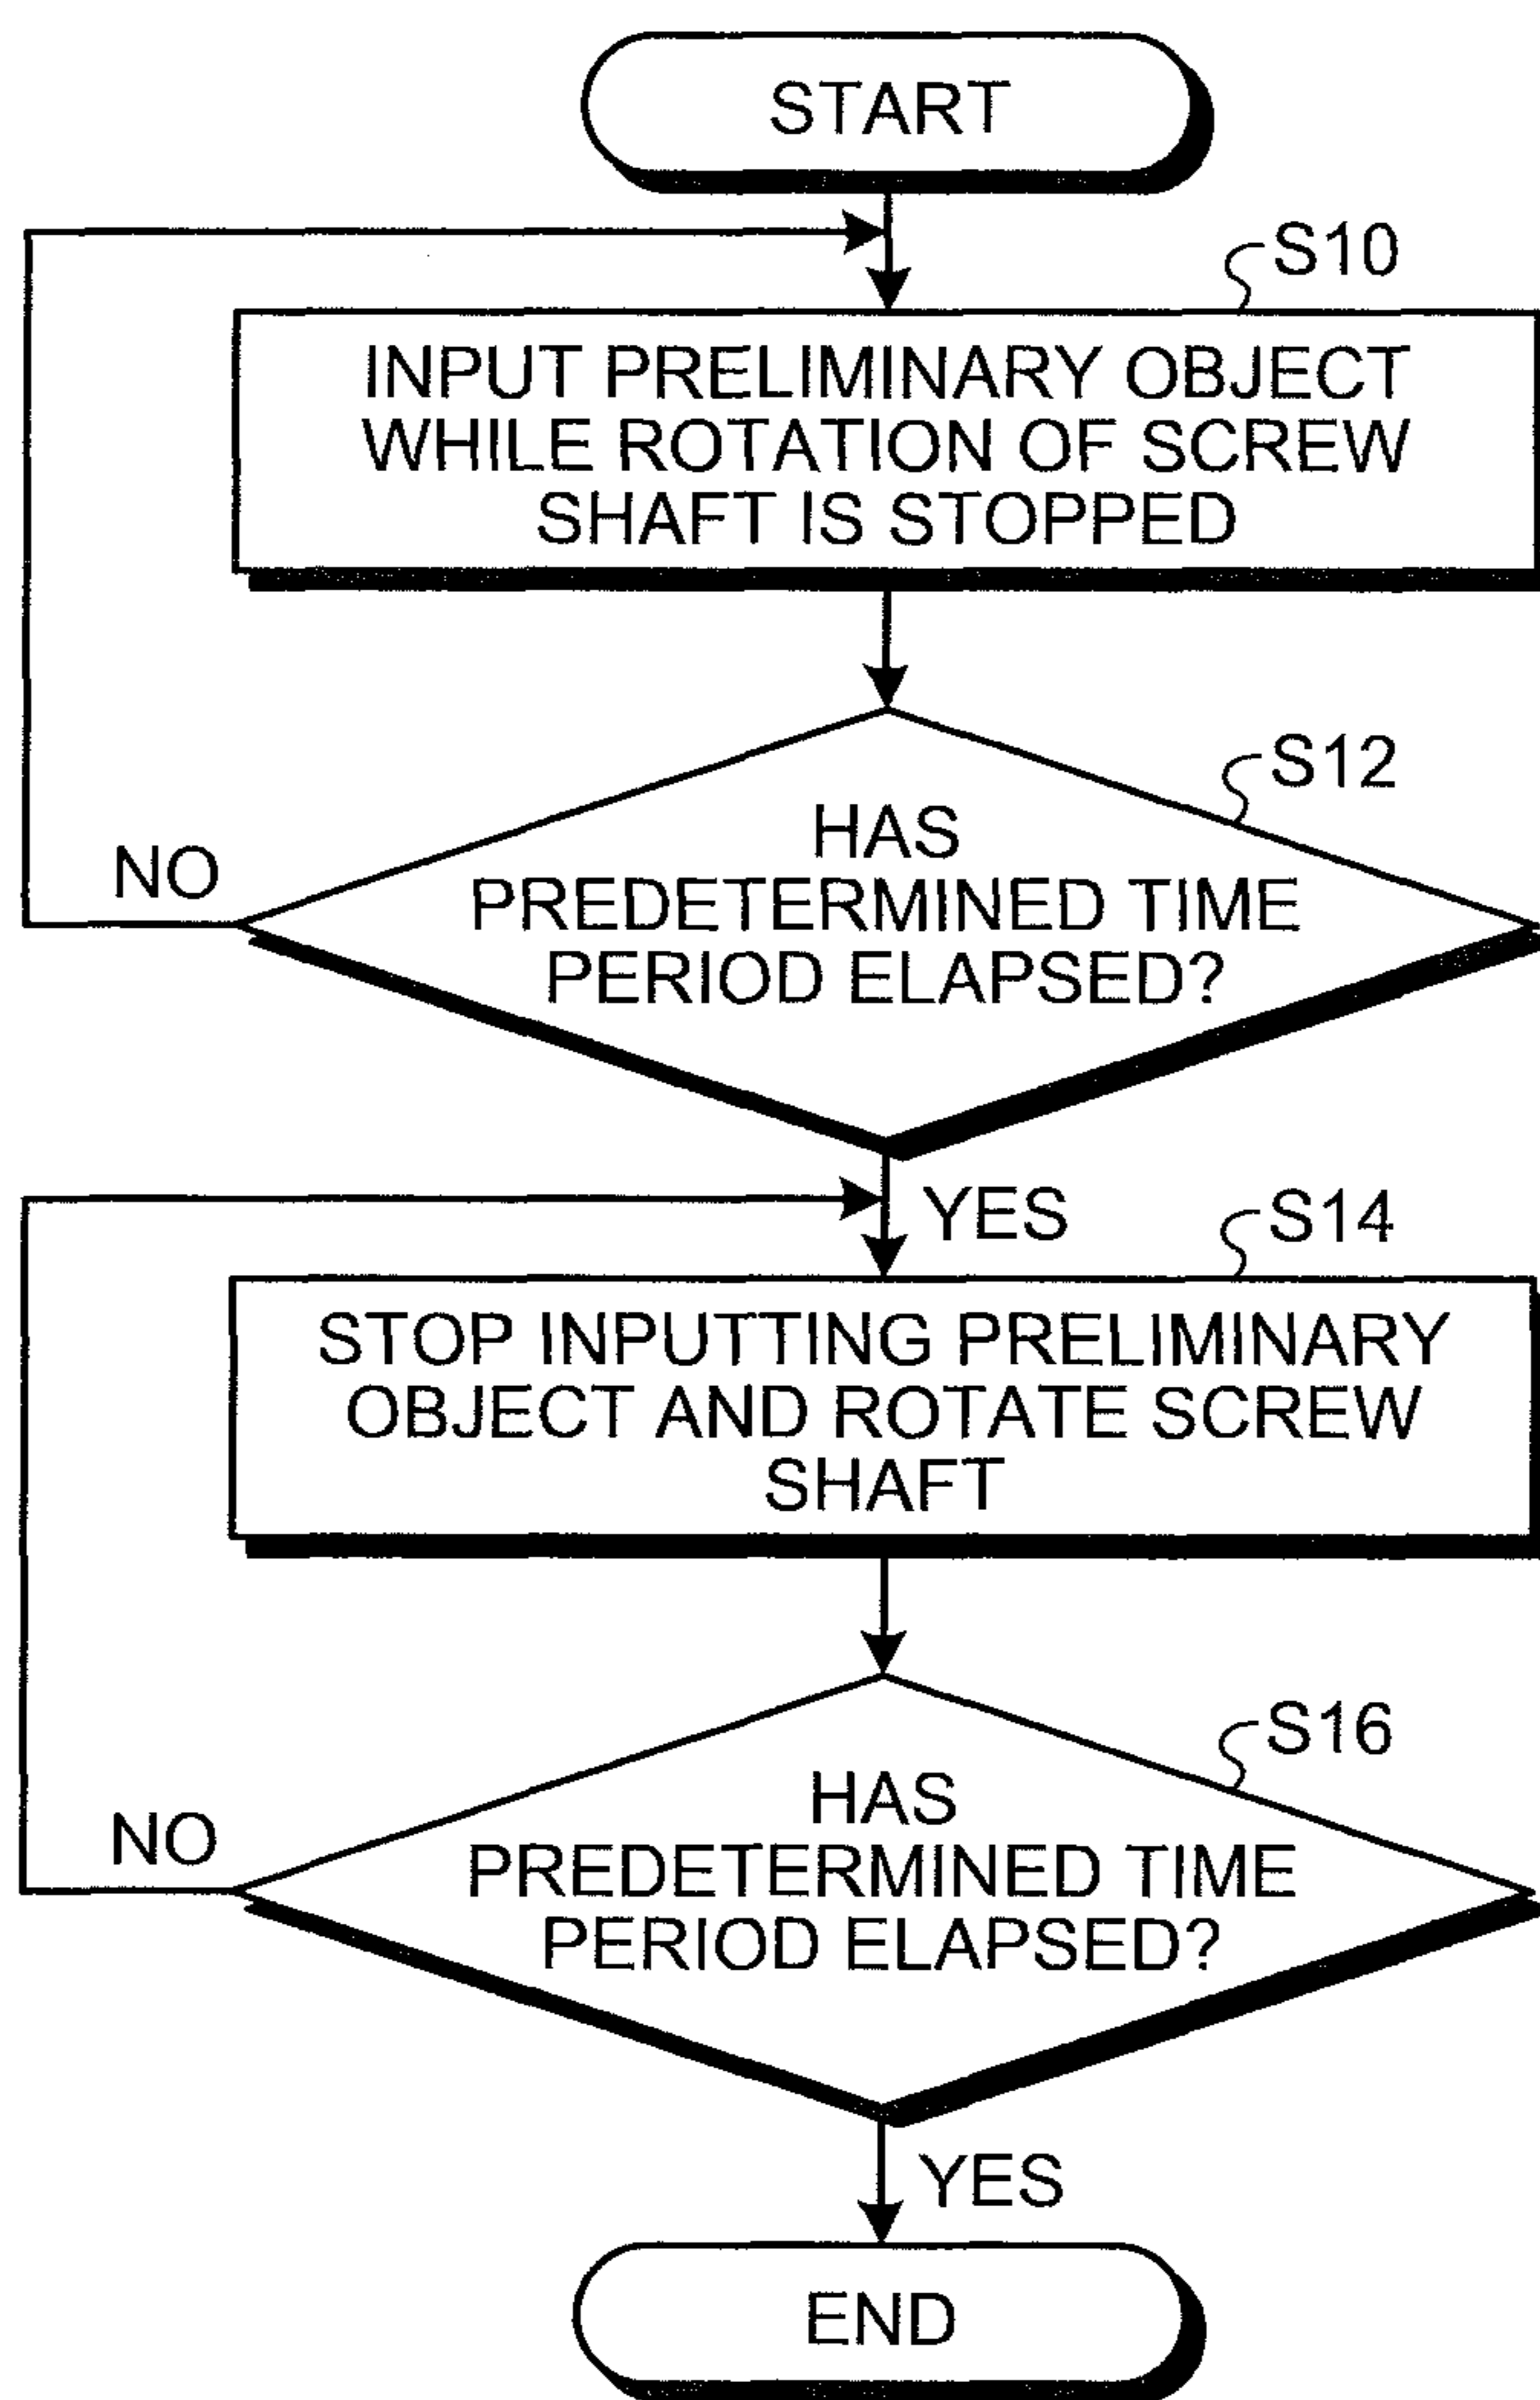 START
S10
INPUT PRELIMINARY OBJECT
WHILE ROTATION OF SCREW
SHAFT IS STOPPED
S12
HAS
PREDETERMINED TIME
PERIOD ELAPSED?
NO
YES
S14
STOP INPUTTING PRELIMINARY
OBJECT AND ROTATE SCREW
SHAFT
S16
HAS
PREDETERMINED TIME
PERIOD ELAPSED?
NO
YES
END